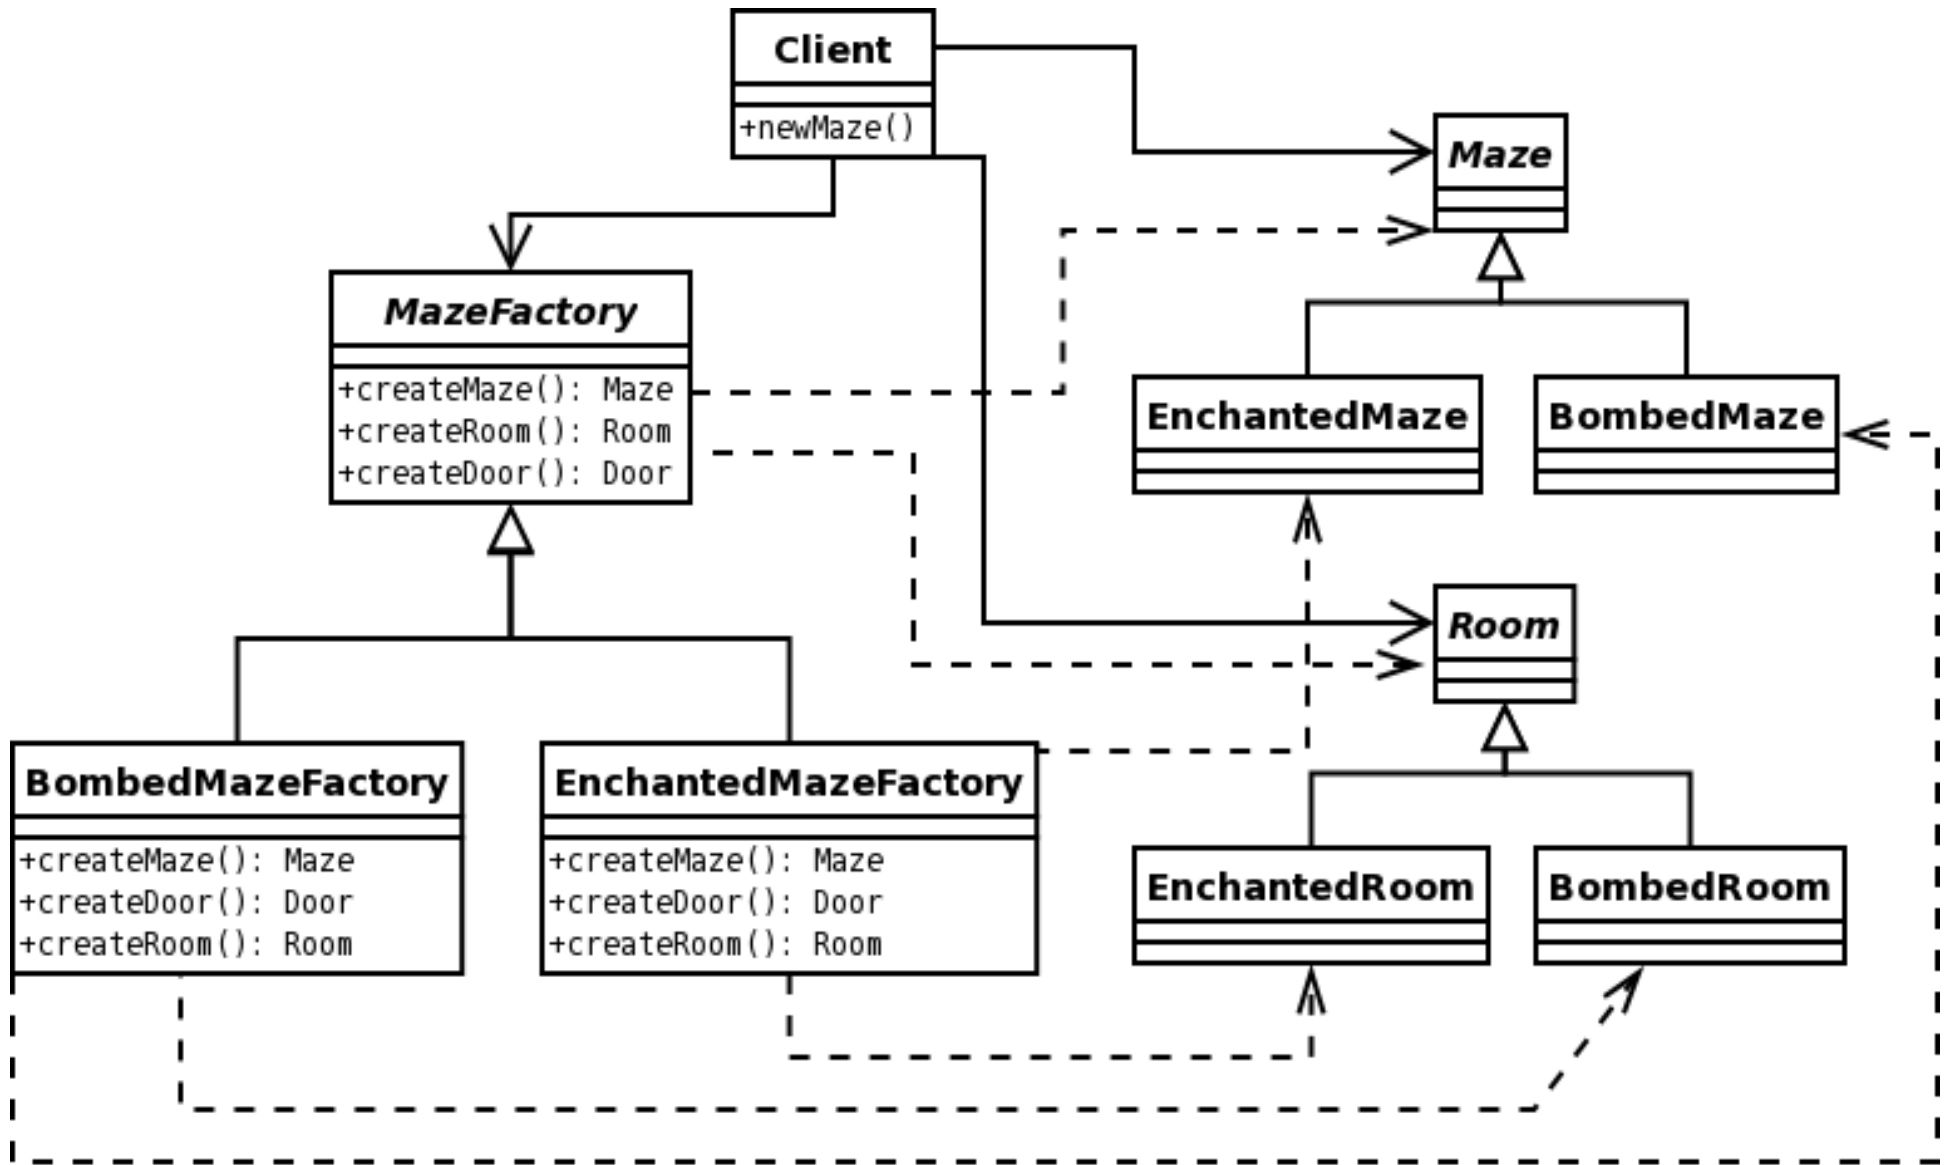 Client
+newMaze()
Maze
MazeFactory
+createMaze(): Maze
+createRoom(): Room
+createDoor(): Door
EnchantedMaze
BombedMaze
Room
BombedMazeFactory
+createMaze(): Maze
+createDoor(): Door
+createRoom(): Room
EnchantedMazeFactory
+createMaze(): Maze
+createDoor(): Door
+createRoom(): Room
EnchantedRoom
BombedRoom